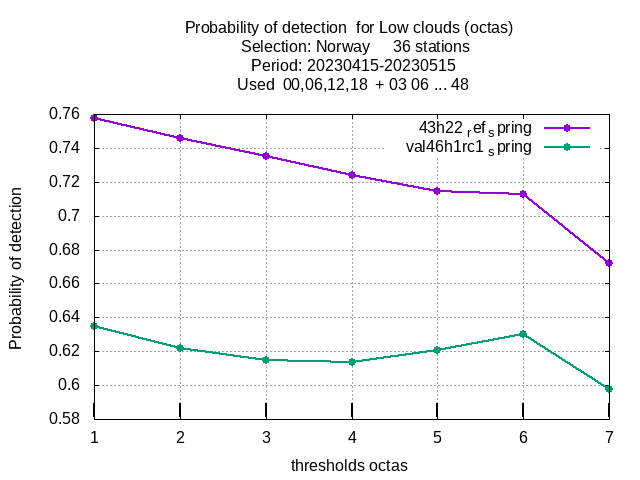 Probability of detection for Low clouds (octas)
Selection: Norway 36 stations
Period: 20230415-20230515
Used 00,06,12,18 + 03 06 ... 48
43h22 ref spring
val46h1rc1 spring
0.76
0.74
0.72
0.7
0.68
0.66
0.64
0.62
0.6
0.58
Probability of detection
1 2 3 4 5 6 7
thresholds octas